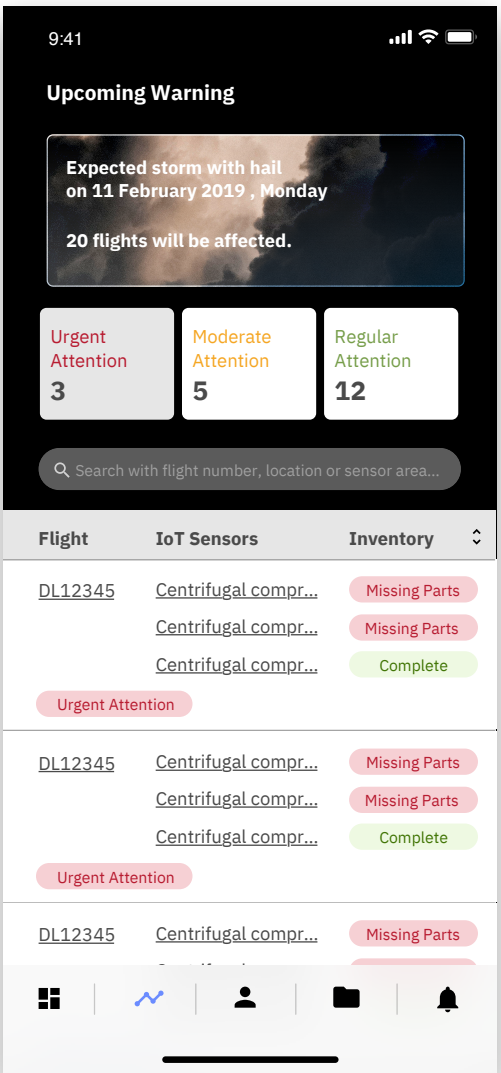 9:41
Upcoming Warning
Expected storm with hail
on 11 February 2019 , Monday
20 flights will be affected.
Urgent
Attention
3
Moderate
Attention
5
Regular
Attention
12
Search with flight number, location or sensor area...
Flight IoT Sensors Inventory
DL12345 Centrifugal compr... Missing Parts
Centrifugal compr... Missing Parts
Centrifugal compr... Complete
Urgent Attention
DL12345 Centrifugal compr... Missing Parts
Centrifugal compr... Missing Parts
Centrifugal compr... Complete
Urgent Attention
DL12345 Centrifugal compr... Missing Parts